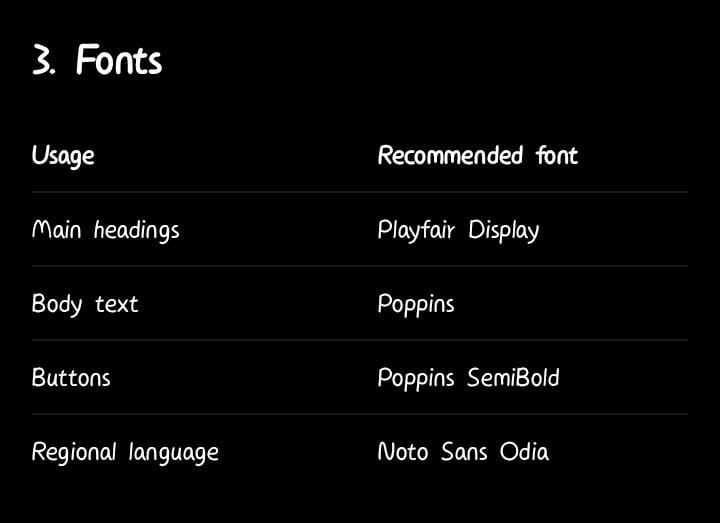 3. Fonts
Usage Recommended font
Main headings Playfair Display
Body text Poppins
Buttons Poppins SemiBold
Regional language Noto Sans Odia